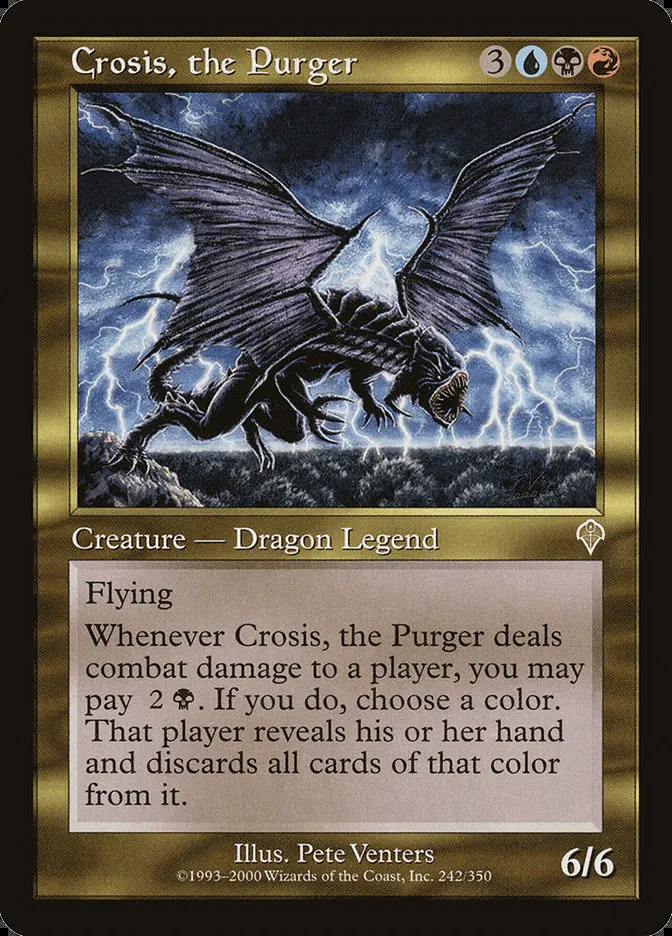 Crosis, the Purger 3
Creature — Dragon Legend
Flying
Whenever Crosis, the Purger deals
combat damage to a player, you may
pay 2 . If you do, choose a color.
That player reveals his or her hand
and discards all cards of that color
from it.
Illus. Pete Venters
©1993–2000 Wizards of the Coast, Inc. 242/350
6/6